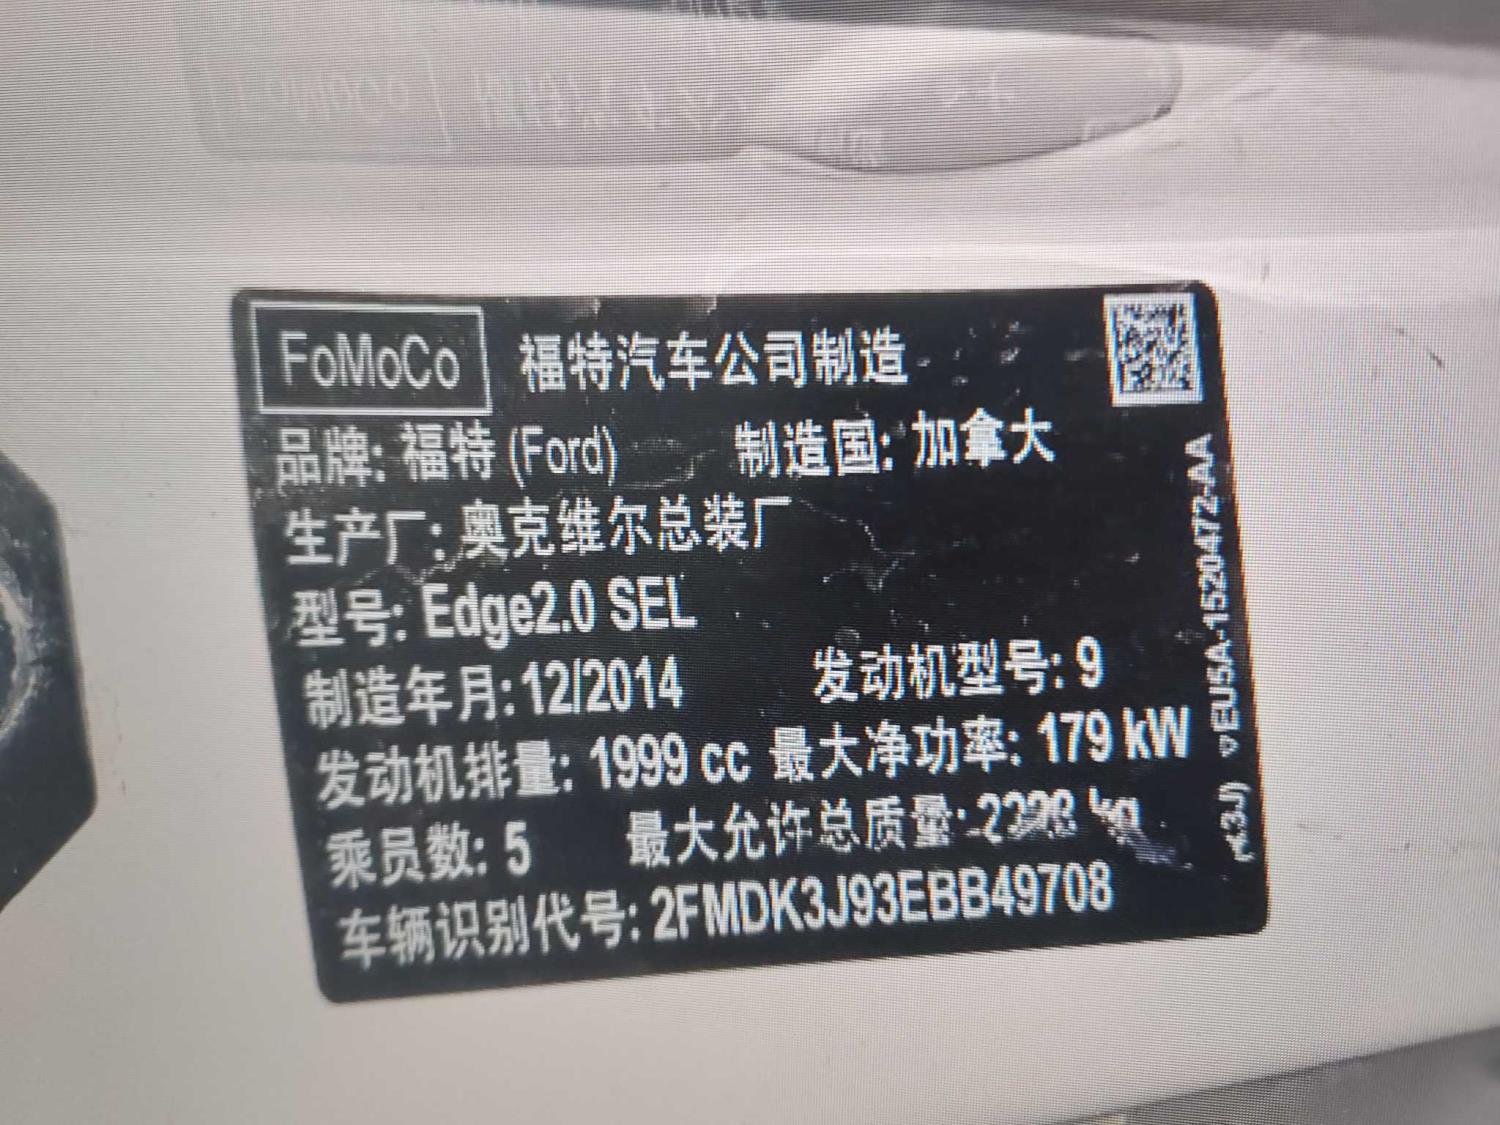 FoMoCo 福特汽车公司制造
品牌: 福特 (Ford) 制造国: 加拿大
生产厂: 奥克维尔总装厂
型号: Edge2.0 SEL
制造年月: 12/2014 发动机型号: 9
发动机排量: 1999 cc 最大净功率: 179 kW
乘员数: 5 最大允许总质量: kg
车辆识别代号: 2FMDK3J93EBB49708
EU5A-1520472-AA